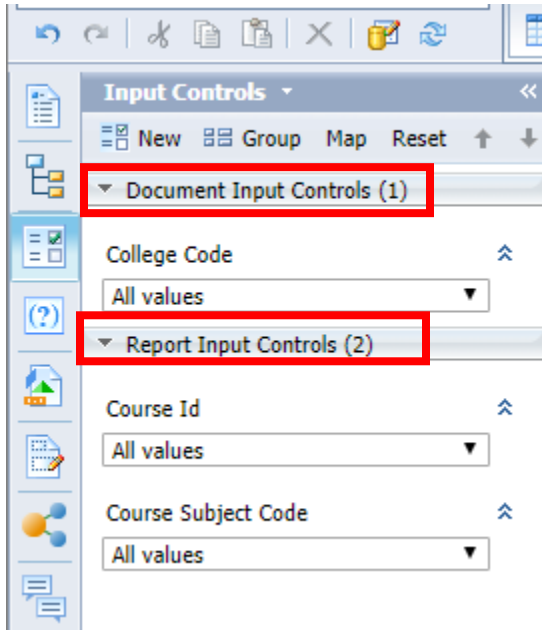 Input Controls
New Group Map Reset
Document Input Controls (1)
College Code
All values
Report Input Controls (2)
Course Id
All values
Course Subject Code
All values
(?)